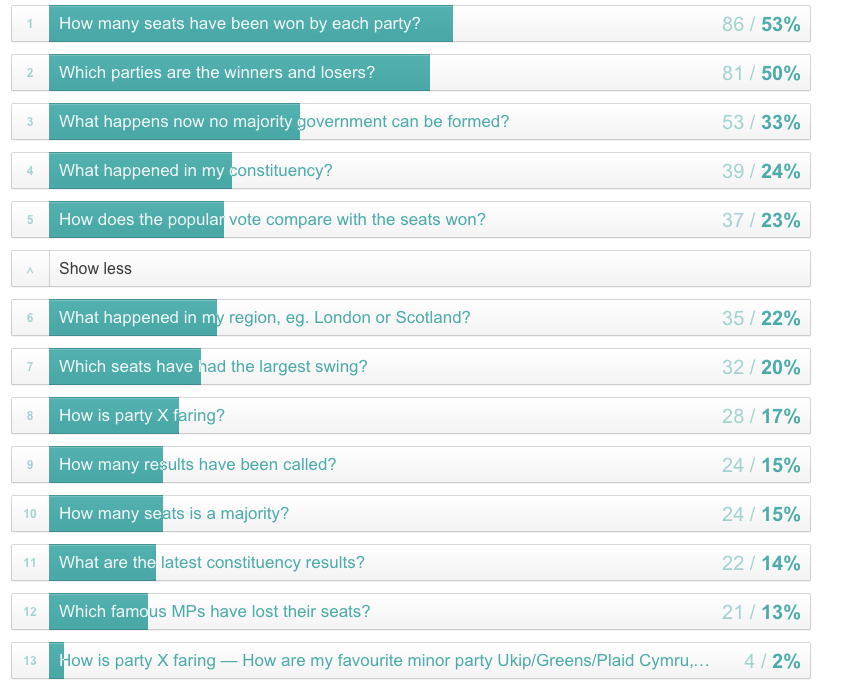 1 How many seats have been won by each party? 86 / 53%
2 Which parties are the winners and losers? 81 / 50%
3 What happens now no majority government can be formed? 53 / 33%
4 What happened in my constituency? 39 / 24%
5 How does the popular vote compare with the seats won? 37 / 23%
^ Show less
6 What happened in my region, eg. London or Scotland? 35 / 22%
7 Which seats have had the largest swing? 32 / 20%
8 How is party X faring? 28 / 17%
9 How many results have been called? 24 / 15%
10 How many seats is a majority? 24 / 15%
11 What are the latest constituency results? 22 / 14%
12 Which famous MPs have lost their seats? 21 / 13%
13 How is party X faring — How are my favourite minor party Ukip/Greens/Plaid Cymru,… 4 / 2%